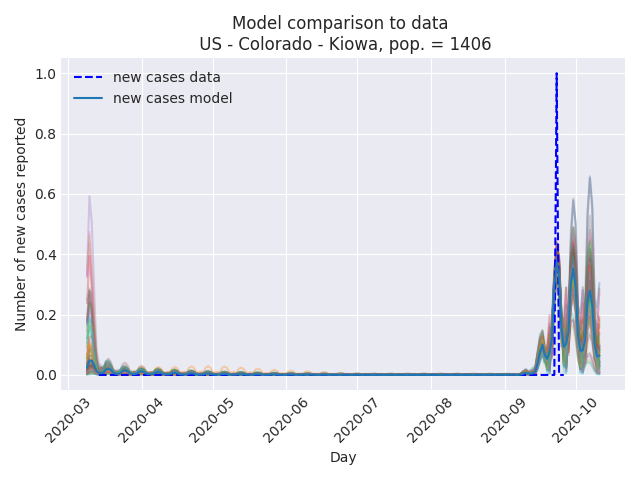 Model comparison to data
US - Colorado - Kiowa, pop. = 1406
new cases data
new cases model
Number of new cases reported
1.0
0.8
0.6
0.4
0.2
0.0
2020-03
2020-04
2020-05
2020-06
2020-07
2020-08
2020-09
2020-10
Day